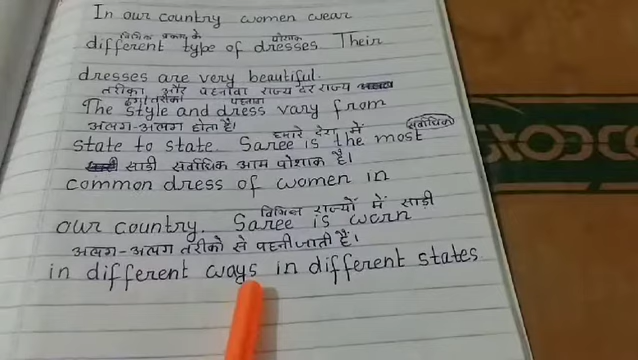 In our country women wear
विभिन्न प्रकार के पोशाक
different type of dresses. Their
dresses are very beautiful.
तरीका और पहनावा राज्य दर राज्य
ढंग/तरीका पहनावा
The style and dress vary from
अलग-अलग होता है। हमारे देश में सर्वाधिक
state to state. Saree is the most
साड़ी सर्वाधिक आम पोशाक है।
common dress of women in
विभिन्न राज्यों में साड़ी
our country. Saree is worn
अलग-अलग तरीको से पहनी जाती है।
in different ways in different states